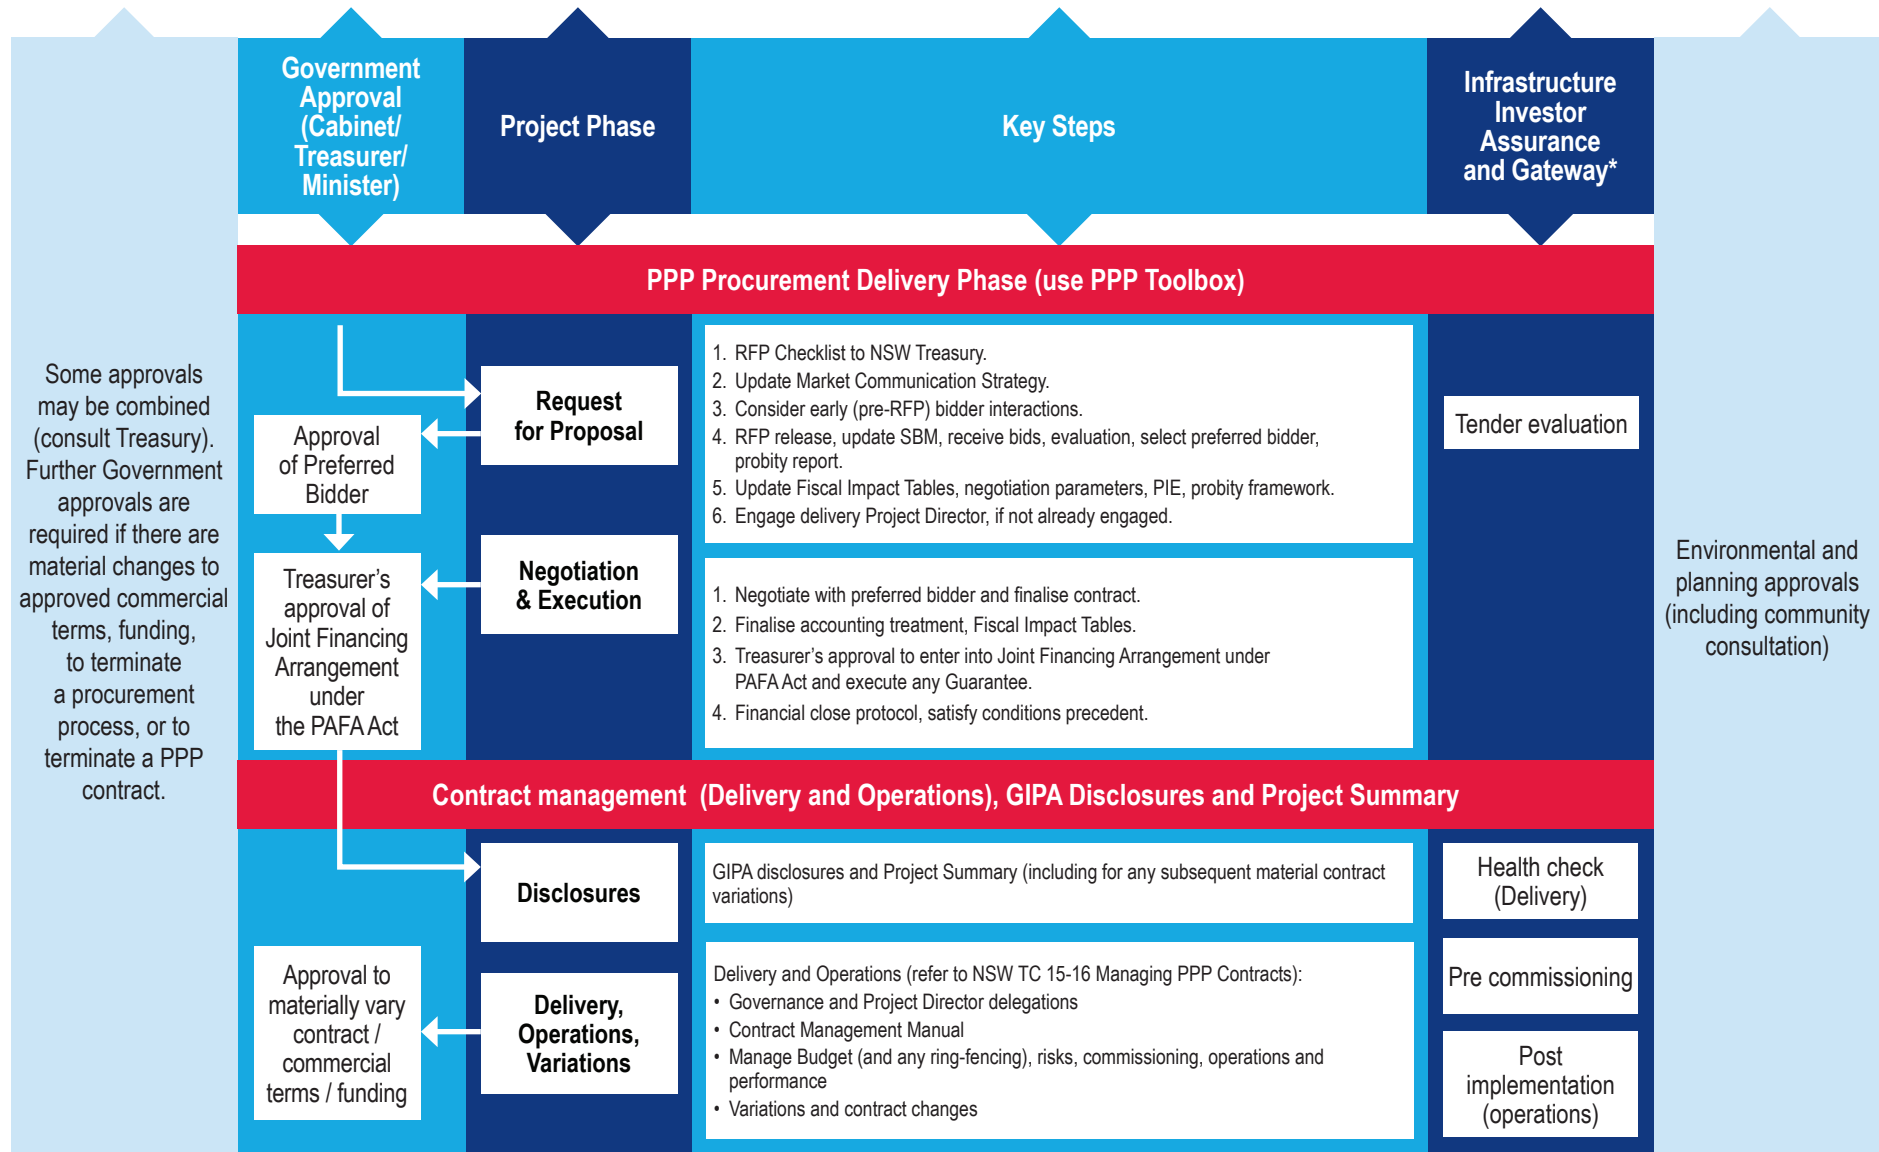 Government
Approval
(Cabinet/
Treasurer/
Minister)
Project Phase
Key Steps
Infrastructure
Investor
Assurance
and Gateway*
PPP Procurement Delivery Phase (use PPP Toolbox)
Some approvals
may be combined
(consult Treasury).
Further Government
approvals are
required if there are
material changes to
approved commercial
terms, funding,
to terminate
a procurement
process, or to
terminate a PPP
contract.
Approval
of Preferred
Bidder
Treasurer’s
approval of
Joint Financing
Arrangement
under
the PAFA Act
Request
for Proposal
Negotiation
& Execution
1. RFP Checklist to NSW Treasury.
2. Update Market Communication Strategy.
3. Consider early (pre-RFP) bidder interactions.
4. RFP release, update SBM, receive bids, evaluation, select preferred bidder,
probity report.
5. Update Fiscal Impact Tables, negotiation parameters, PIE, probity framework.
6. Engage delivery Project Director, if not already engaged.
1. Negotiate with preferred bidder and finalise contract.
2. Finalise accounting treatment, Fiscal Impact Tables.
3. Treasurer’s approval to enter into Joint Financing Arrangement under
PAFA Act and execute any Guarantee.
4. Financial close protocol, satisfy conditions precedent.
Tender evaluation
Environmental and
planning approvals
(including community
consultation)
Contract management (Delivery and Operations), GIPA Disclosures and Project Summary
Approval to
materially vary
contract /
commercial
terms / funding
Disclosures
Delivery,
Operations,
Variations
GIPA disclosures and Project Summary (including for any subsequent material contract
variations)
Delivery and Operations (refer to NSW TC 15-16 Managing PPP Contracts):
• Governance and Project Director delegations
• Contract Management Manual
• Manage Budget (and any ring-fencing), risks, commissioning, operations and
performance
• Variations and contract changes
Health check
(Delivery)
Pre commissioning
Post
implementation
(operations)